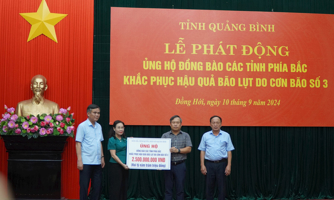 TỈNH QUẢNG BÌNH
LỄ PHÁT ĐỘNG
ỦNG HỘ ĐỒNG BÀO CÁC TỈNH PHÍA BẮC
KHẮC PHỤC HẬU QUẢ BÃO LỤT DO CƠN BÃO SỐ 3
Đồng Hới, ngày 10 tháng 9 năm 2024
ỦNG HỘ
2.500.000.000 VNĐ